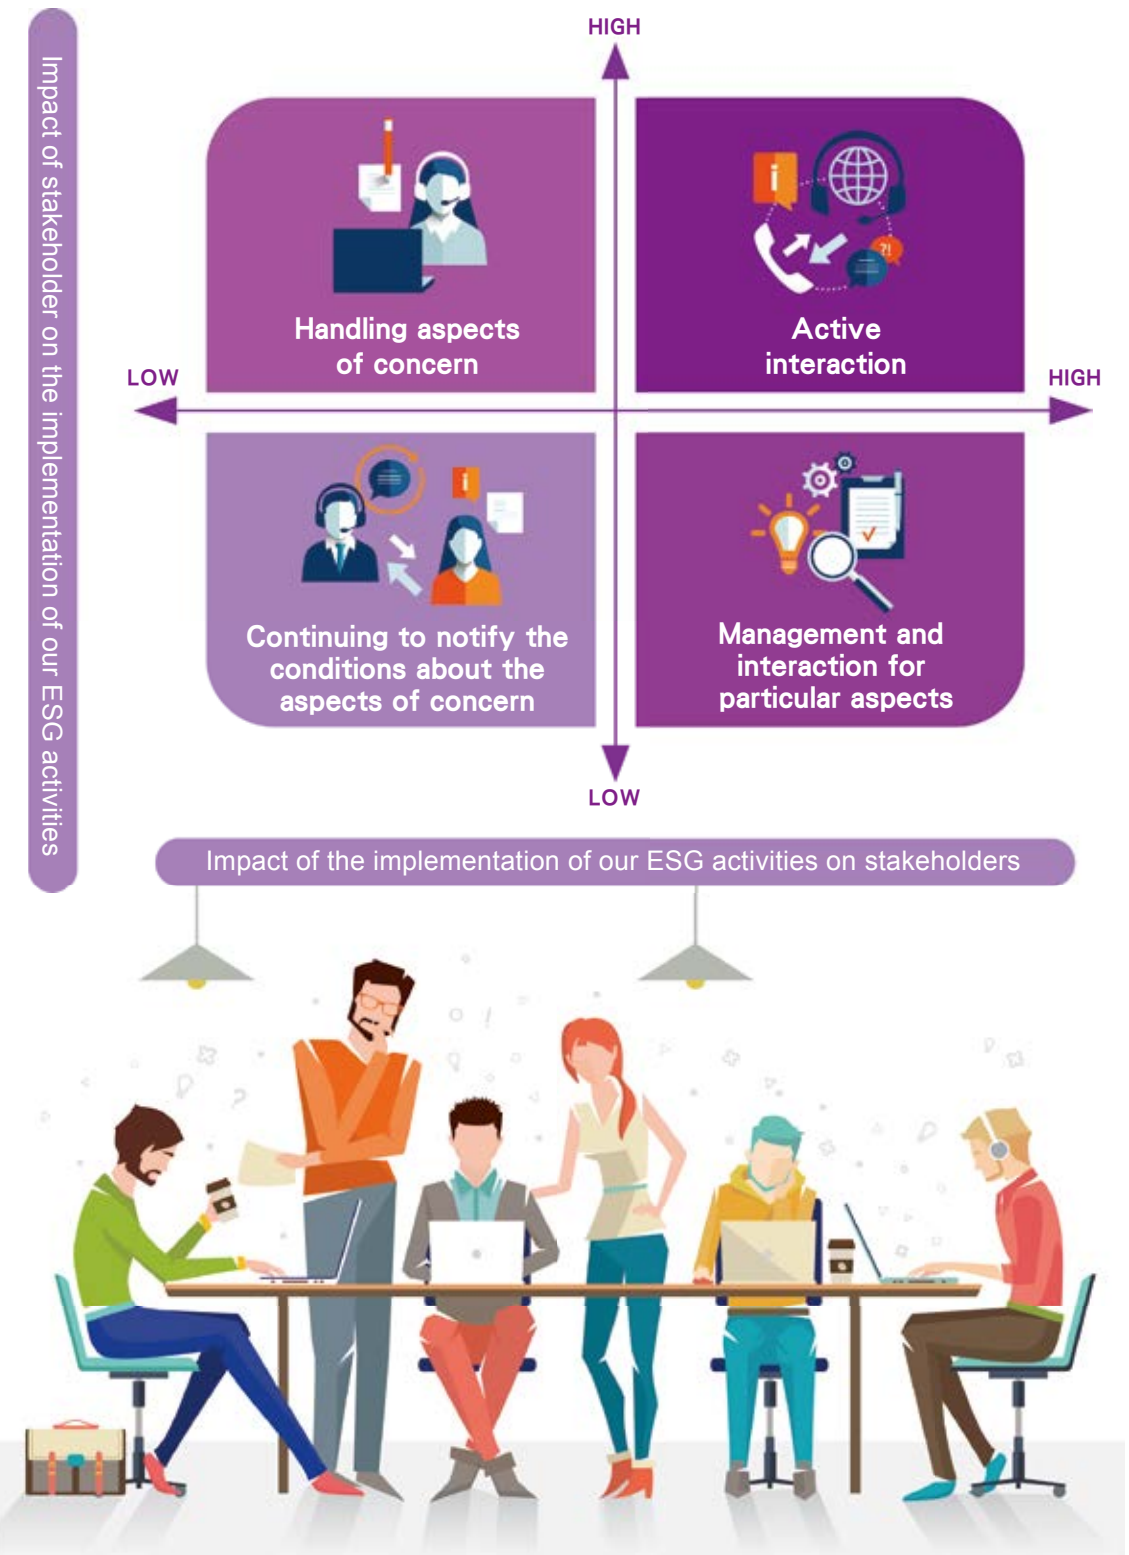 HIGH
Impact of stakeholder on the implementation of our ESG activities
i
?!
Handling aspects
of concern
Active
interaction
LOW
HIGH
i
Continuing to notify the
conditions about the
aspects of concern
Management and
interaction for
particular aspects
LOW
Impact of the implementation of our ESG activities on stakeholders